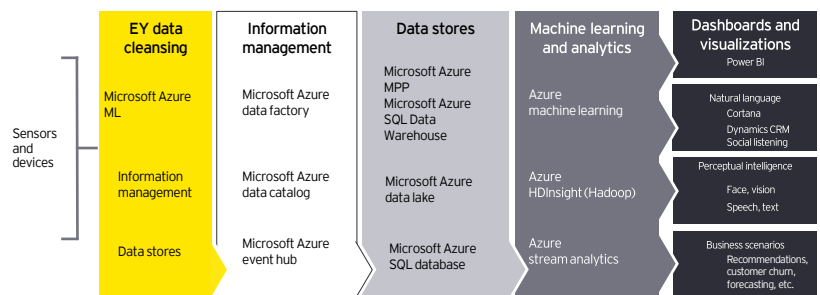 Sensors
and
devices
EY data
cleansing
Microsoft Azure
ML
Information
management
Data stores
Information
management
Microsoft Azure
data factory
Microsoft Azure
data catalog
Microsoft Azure
event hub
Data stores
Microsoft Azure
MPP
Microsoft Azure
SQL Data
Warehouse
Microsoft Azure
data lake
Microsoft Azure
SQL database
Machine learning
and analytics
Azure
machine learning
Azure
HDInsight (Hadoop)
Azure
stream analytics
Dashboards and
visualizations
Power BI
Natural language
Cortana
Dynamics CRM
Social listening
Perceptual intelligence
Face, vision
Speech, text
Business scenarios
Recommendations,
customer churn,
forecasting, etc.